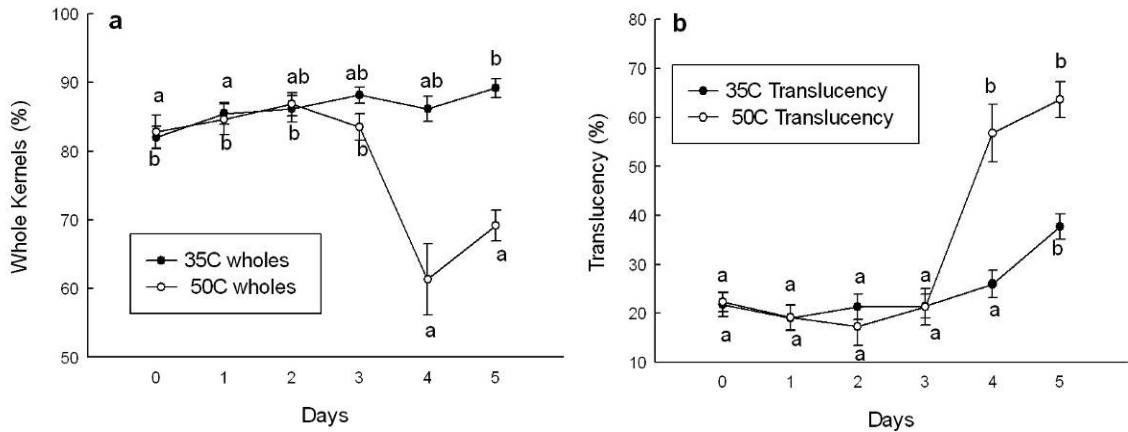 a
Whole Kernels (%)
100
90
80
70
60
50
a
a
ab
ab
ab
b
b
b
b
b
a
a
35C wholes
50C wholes
0 1 2 3 4 5
Days
b
Translucency (%)
80
70
60
50
40
30
20
10
35C Translucency
50C Translucency
b
b
a
a
a
a
b
a
a
a
a
a
0 1 2 3 4 5
Days